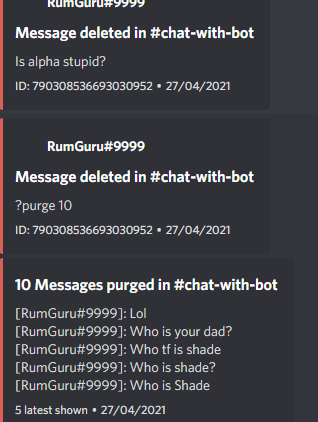 RumGuru#9999
Message deleted in #chat-with-bot
Is alpha stupid?
ID: 790308536693030952 • 27/04/2021
RumGuru#9999
Message deleted in #chat-with-bot
?purge 10
ID: 790308536693030952 • 27/04/2021
10 Messages purged in #chat-with-bot
[RumGuru#9999]: Lol
[RumGuru#9999]: Who is your dad?
[RumGuru#9999]: Who tf is shade
[RumGuru#9999]: Who is shade?
[RumGuru#9999]: Who is Shade
5 latest shown • 27/04/2021